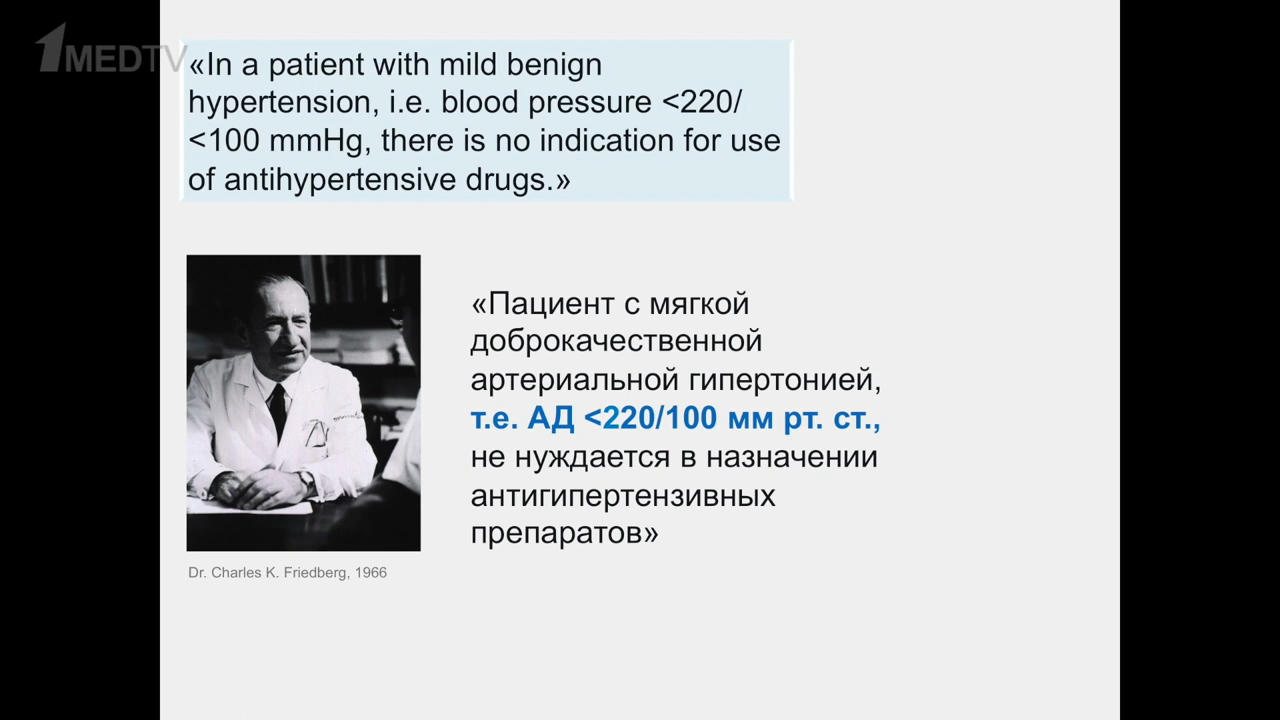 1MEDTV
«In a patient with mild benign
hypertension, i.e. blood pressure <220/
<100 mmHg, there is no indication for use
of antihypertensive drugs.»
«Пациент с мягкой
доброкачественной
артериальной гипертонией,
т.е. АД <220/100 мм рт. ст.,
не нуждается в назначении
антигипертензивных
препаратов»
Dr. Charles K. Friedberg, 1966